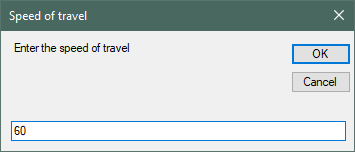 Speed of travel
Enter the speed of travel
OK
Cancel
60